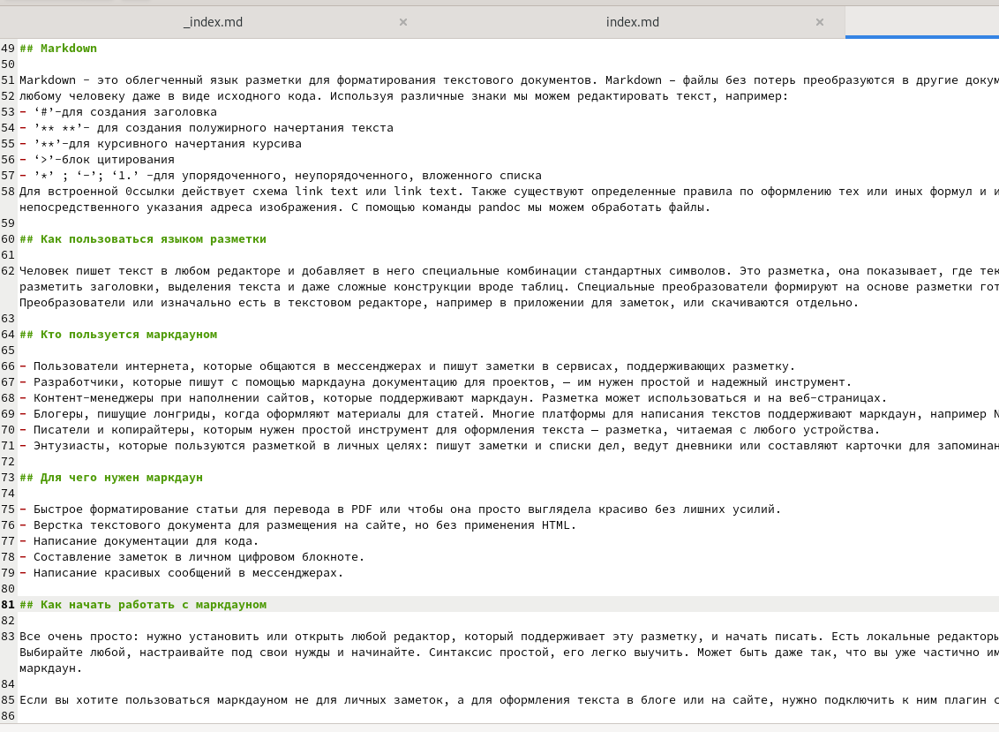 _index.md × index.md ×
49 ## Markdown
50
51 Markdown - это облегченный язык разметки для форматирования текстового документов. Markdown – файлы без потерь преобразуются в другие
52 любому человеку даже в виде исходного кода. Используя различные знаки мы можем редактировать текст, например:
53 - ‘#’-для создания заголовка
54 - ’** **’- для создания полужирного начертания текста
55 - ’**’-для курсивного начертания курсива
56 - ‘>’-блок цитирования
57 - ’*’ ; ‘-’; ‘1.’ -для упорядоченного, неупорядоченного, вложенного списка
58 Для встроенной 0ссылки действует схема link text или link text. Также существуют определенные правила по оформлению тех или иных формул и
непосредственного указания адреса изображения. С помощью команды pandoc мы можем обработать файлы.
59
60 ## Как пользоваться языком разметки
61
62 Человек пишет текст в любом редакторе и добавляет в него специальные комбинации стандартных символов. Это разметка, она показывает, где
разметить заголовки, выделения текста и даже сложные конструкции вроде таблиц. Специальные преобразователи формируют на основе разметки
Преобразователи или изначально есть в текстовом редакторе, например в приложении для заметок, или скачиваются отдельно.
63
64 ## Кто пользуется маркдауном
65
66 - Пользователи интернета, которые общаются в мессенджерах и пишут заметки в сервисах, поддерживающих разметку.
67 - Разработчики, которые пишут с помощью маркдауна документацию для проектов, — им нужен простой и надежный инструмент.
68 - Контент-менеджеры при наполнении сайтов, которые поддерживают маркдаун. Разметка может использоваться и на веб-страницах.
69 - Блогеры, пишущие лонгриды, когда оформляют материалы для статей. Многие платформы для написания текстов поддерживают маркдаун, например
70 - Писатели и копирайтеры, которым нужен простой инструмент для оформления текста — разметка, читаемая с любого устройства.
71 - Энтузиасты, которые пользуются разметкой в личных целях: пишут заметки и списки дел, ведут дневники или составляют карточки для
72
73 ## Для чего нужен маркдаун
74
75 - Быстрое форматирование статьи для перевода в PDF или чтобы она просто выглядела красиво без лишних усилий.
76 - Верстка текстового документа для размещения на сайте, но без применения HTML.
77 - Написание документации для кода.
78 - Составление заметок в личном цифровом блокноте.
79 - Написание красивых сообщений в мессенджерах.
80
81 ## Как начать работать с маркдауном
82
83 Все очень просто: нужно установить или открыть любой редактор, который поддерживает эту разметку, и начать писать. Есть локальные
Выбирайте любой, настраивайте под свои нужды и начинайте. Синтаксис простой, его легко выучить. Может быть даже так, что вы уже частично
маркдаун.
84
85 Если вы хотите пользоваться маркдауном не для личных заметок, а для оформления текста в блоге или на сайте, нужно подключить к ним плагин
86